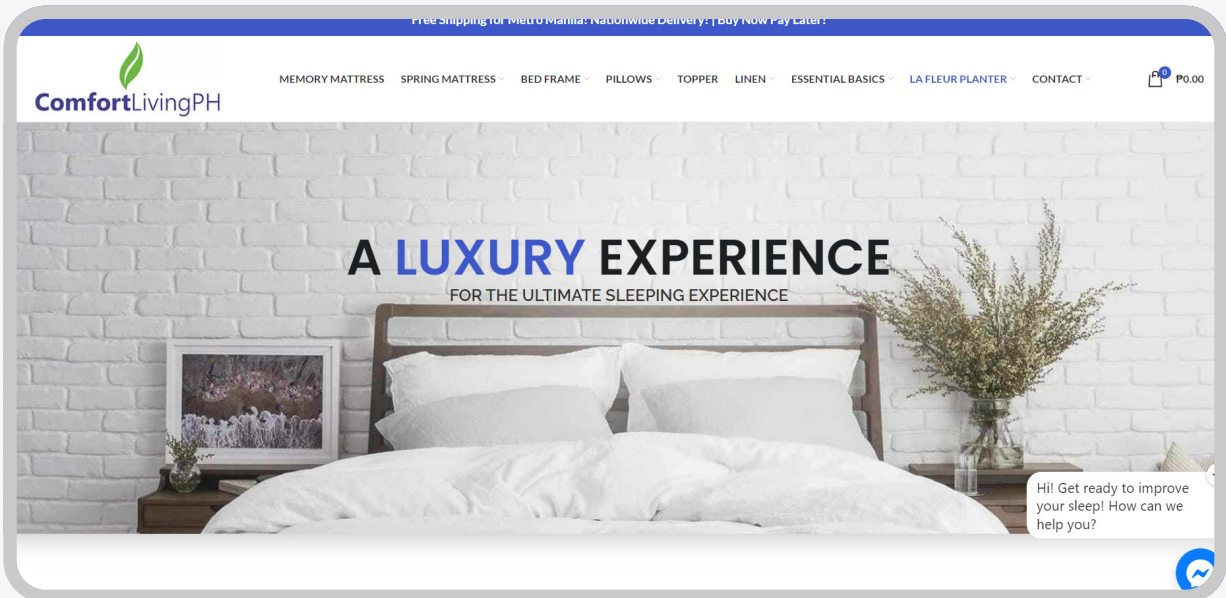 Free Shipping for Metro Manila! Nationwide Delivery! | Buy Now Pay Later!
ComfortLivingPH
MEMORY MATTRESS SPRING MATTRESS BED FRAME PILLOWS TOPPER LINEN ESSENTIAL BASICS LA FLEUR PLANTER CONTACT 0 ₱0.00
A LUXURY EXPERIENCE
FOR THE ULTIMATE SLEEPING EXPERIENCE
Hi! Get ready to improve
your sleep! How can we
help you?